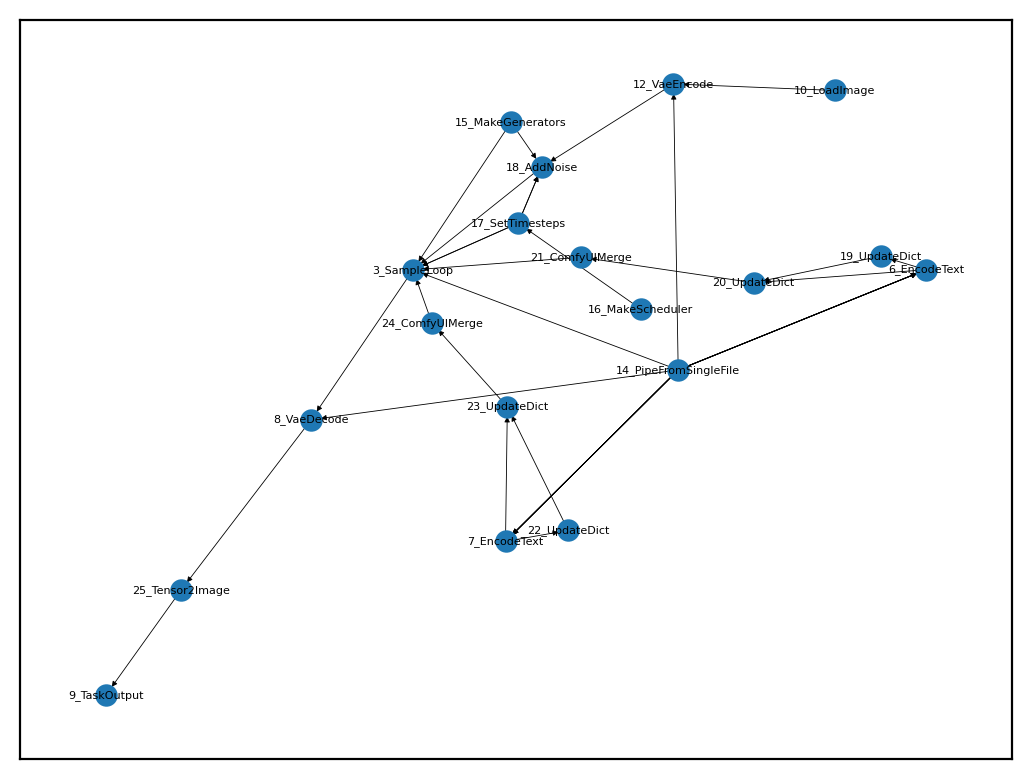 12_VaeEncode
10_LoadImage
15_MakeGenerators
18_AddNoise
17_SetTimesteps
21_ComfyUIMerge
19_UpdateDict
3_SampleLoop
6_EncodeText
20_UpdateDict
16_MakeScheduler
24_ComfyUIMerge
14_PipeFromSingleFile
23_UpdateDict
8_VaeDecode
22_UpdateDict
7_EncodeText
25_Tensor2Image
9_TaskOutput